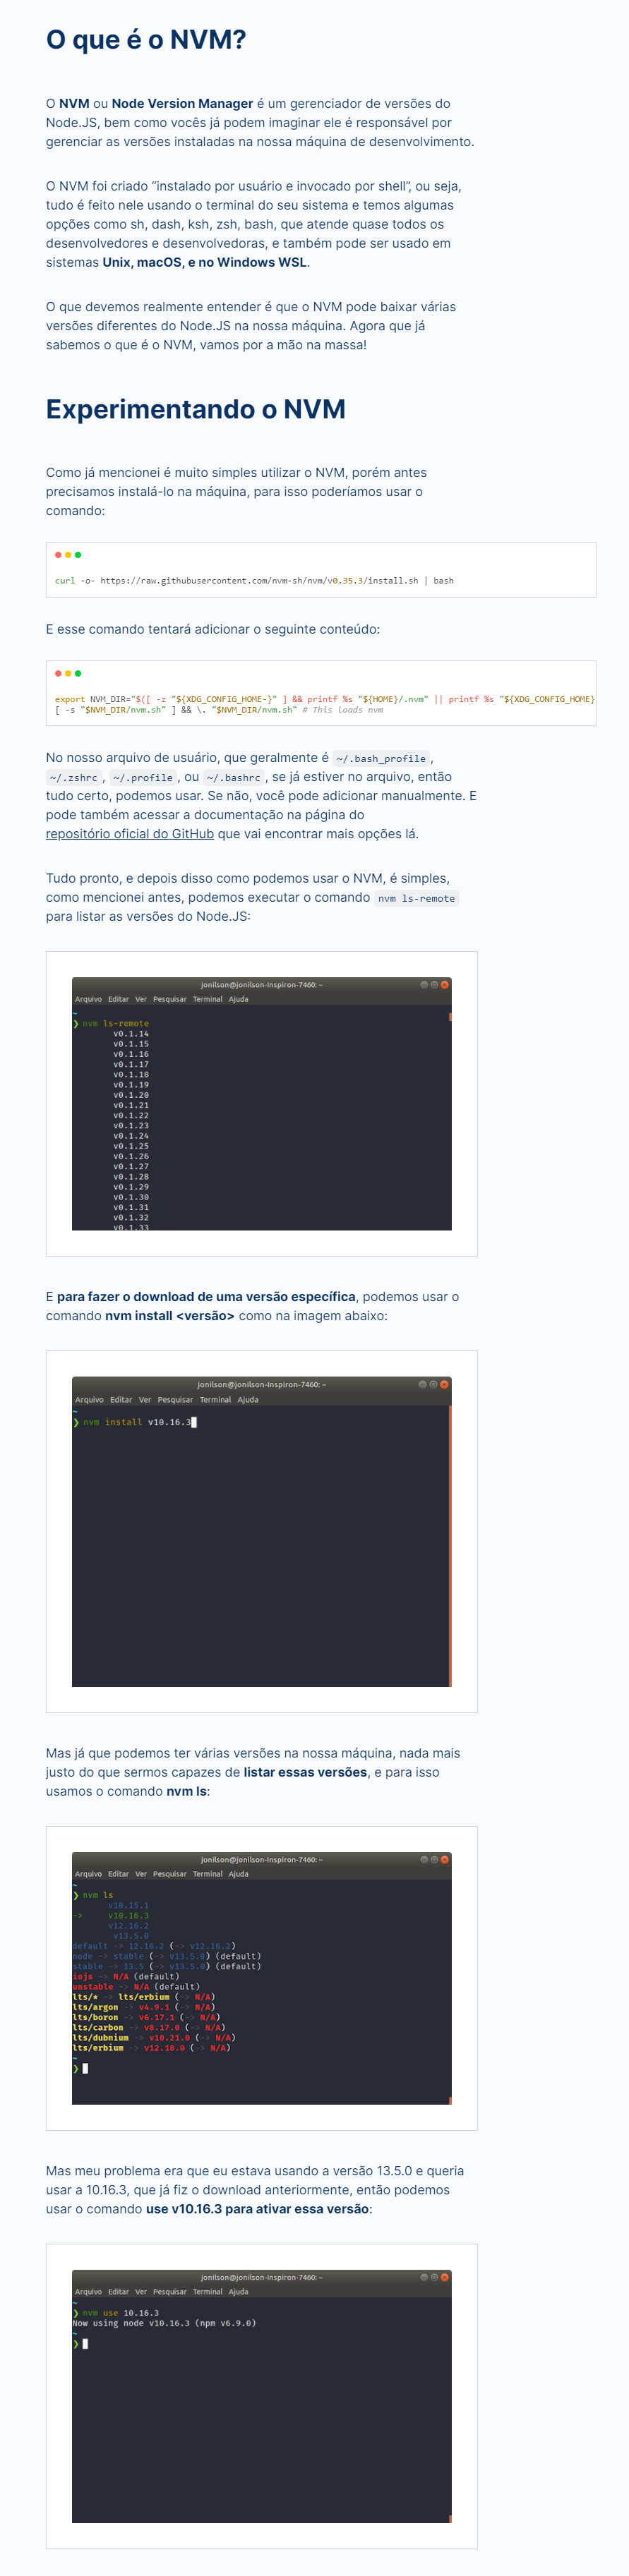 O que é o NVM?
O NVM ou Node Version Manager é um gerenciador de versões do
Node.JS, bem como vocês já podem imaginar ele é responsável por
gerenciar as versões instaladas na nossa máquina de desenvolvimento.
O NVM foi criado “instalado por usuário e invocado por shell”, ou seja,
tudo é feito nele usando o terminal do seu sistema e temos algumas
opções como sh, dash, ksh, zsh, bash, que atende quase todos os
desenvolvedores e desenvolvedoras, e também pode ser usado em
sistemas Unix, macOS, e no Windows WSL.
O que devemos realmente entender é que o NVM pode baixar várias
versões diferentes do Node.JS na nossa máquina. Agora que já
sabemos o que é o NVM, vamos por a mão na massa!
Experimentando o NVM
Como já mencionei é muito simples utilizar o NVM, porém antes
precisamos instalá-lo na máquina, para isso poderíamos usar o
comando:
curl -o- https://raw.githubusercontent.com/nvm-sh/nvm/v0.35.3/install.sh | bash
E esse comando tentará adicionar o seguinte conteúdo:
export NVM_DIR="$([ -z "${XDG_CONFIG_HOME-}" ] && printf %s "${HOME}/.nvm" || printf %s "${XDG_CONFIG_HOME}
[ -s "$NVM_DIR/nvm.sh" ] && \. "$NVM_DIR/nvm.sh" # This loads nvm
No nosso arquivo de usuário, que geralmente é ~/.bash_profile ,
~/.zshrc , ~/.profile , ou ~/.bashrc , se já estiver no arquivo, então
tudo certo, podemos usar. Se não, você pode adicionar manualmente. E
pode também acessar a documentação na página do
repositório oficial do GitHub que vai encontrar mais opções lá.
Tudo pronto, e depois disso como podemos usar o NVM, é simples,
como mencionei antes, podemos executar o comando nvm ls-remote
para listar as versões do Node.JS:
jonilson@jonilson-Inspiron-7460: ~
Arquivo Editar Ver Pesquisar Terminal Ajuda
~
❯ nvm ls-remote
v0.1.14
v0.1.15
v0.1.16
v0.1.17
v0.1.18
v0.1.19
v0.1.20
v0.1.21
v0.1.22
v0.1.23
v0.1.24
v0.1.25
v0.1.26
v0.1.27
v0.1.28
v0.1.29
v0.1.30
v0.1.31
v0.1.32
v0.1.33
E para fazer o download de uma versão específica, podemos usar o
comando nvm install <versão> como na imagem abaixo:
jonilson@jonilson-Inspiron-7460: ~
Arquivo Editar Ver Pesquisar Terminal Ajuda
~
❯ nvm install v10.16.3
Mas já que podemos ter várias versões na nossa máquina, nada mais
justo do que sermos capazes de listar essas versões, e para isso
usamos o comando nvm ls:
jonilson@jonilson-Inspiron-7460: ~
Arquivo Editar Ver Pesquisar Terminal Ajuda
~
❯ nvm ls
v10.15.1
-> v10.16.3
v12.16.2
v13.5.0
default -> 12.16.2 (-> v12.16.2)
node -> stable (-> v13.5.0) (default)
stable -> 13.5 (-> v13.5.0) (default)
iojs -> N/A (default)
unstable -> N/A (default)
lts/* -> lts/erbium (-> N/A)
lts/argon -> v4.9.1 (-> N/A)
lts/boron -> v6.17.1 (-> N/A)
lts/carbon -> v8.17.0 (-> N/A)
lts/dubnium -> v10.21.0 (-> N/A)
lts/erbium -> v12.18.0 (-> N/A)
~
❯
Mas meu problema era que eu estava usando a versão 13.5.0 e queria
usar a 10.16.3, que já fiz o download anteriormente, então podemos
usar o comando use v10.16.3 para ativar essa versão:
jonilson@jonilson-Inspiron-7460: ~
Arquivo Editar Ver Pesquisar Terminal Ajuda
~
❯ nvm use 10.16.3
Now using node v10.16.3 (npm v6.9.0)
~
❯